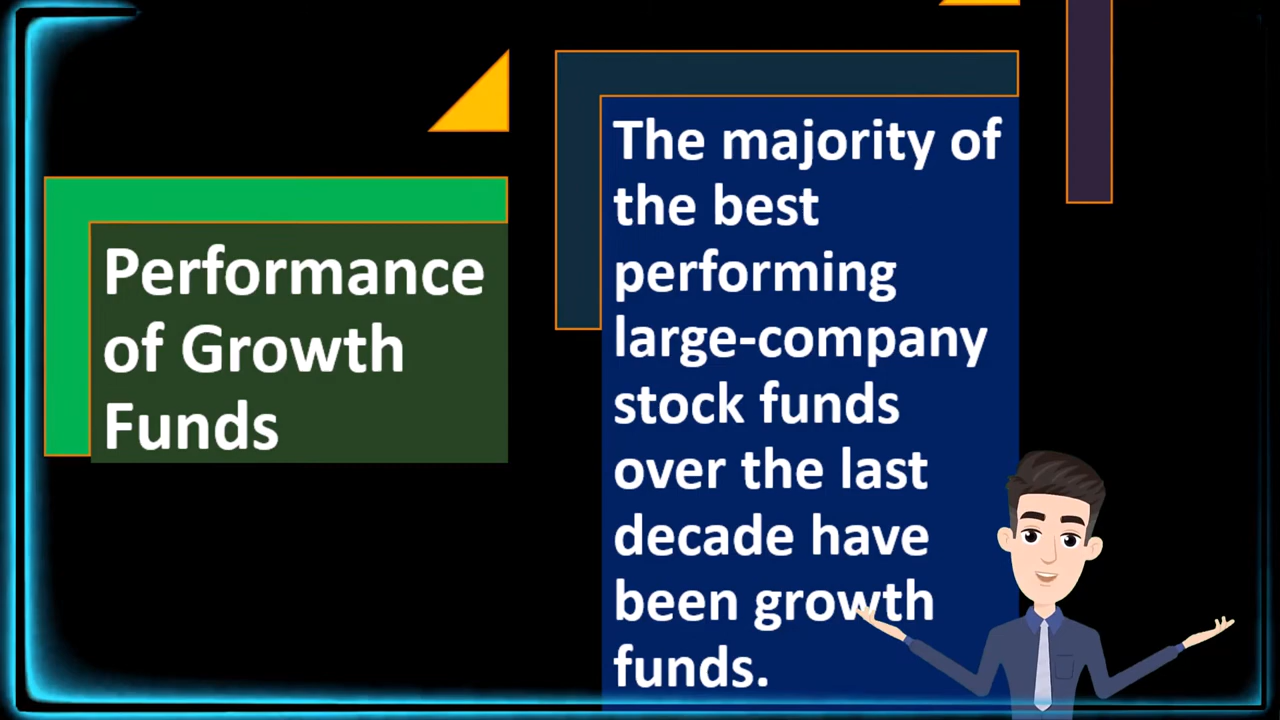 Performance
of Growth
Funds
The majority of
the best
performing
large-company
stock funds
over the last
decade have
been growth
funds.